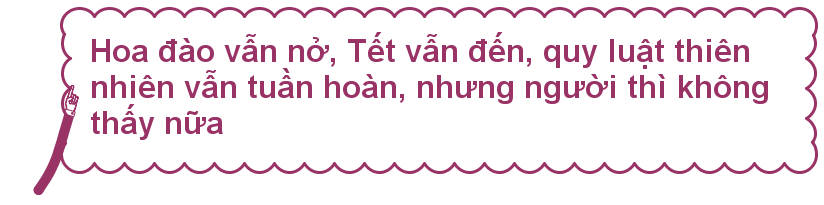 Hoa đào vẫn nở, Tết vẫn đến, quy luật thiên
nhiên vẫn tuần hoàn, nhưng người thì không
thấy nữa